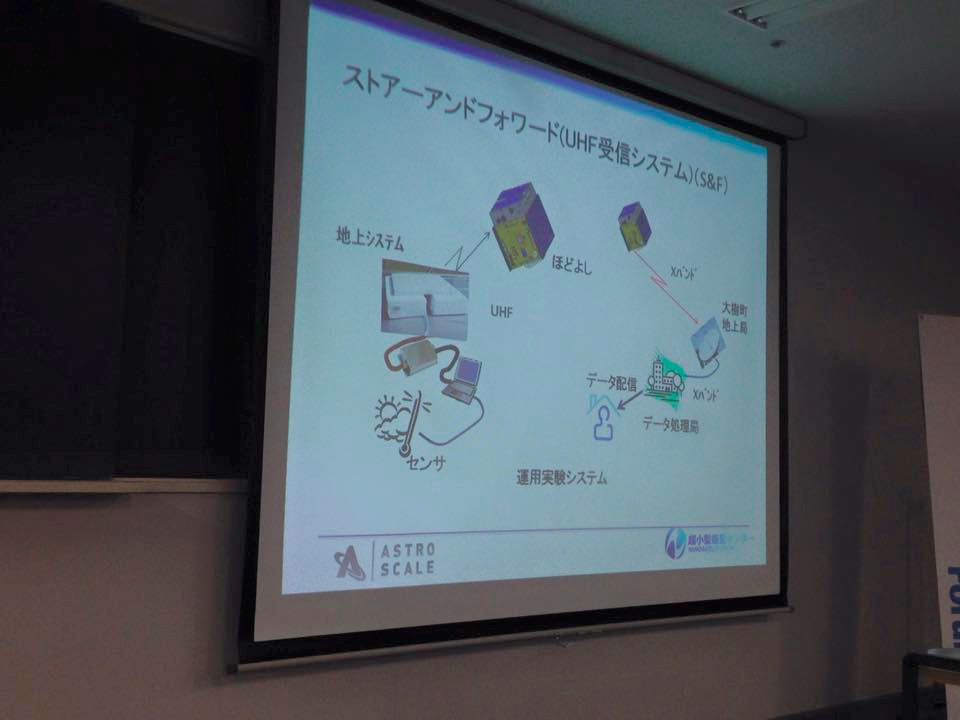 ストアーアンドフォワード(UHF受信システム)(S&F)
地上システム
ほどよし
Xバンド
UHF
大樹町
地上局
データ配信
Xバンド
データ処理局
センサ
運用実験システム
ASTRO
SCALE
超小型衛星センター